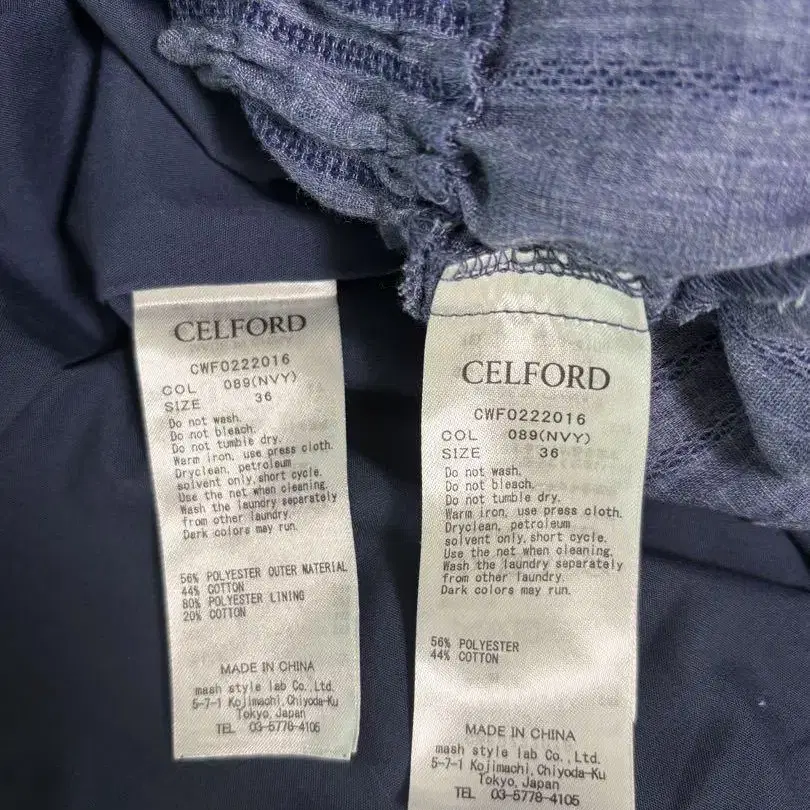 CELFORD
CWF0222016
COL 089(NVY)
SIZE 36
Do not wash.
Do not bleach.
Do not tumble dry.
Warm iron, use press cloth.
Dryclean, petroleum
solvent only, short cycle.
Use the net when cleaning.
Wash the laundry separately
from other laundry.
Dark colors may run.
56% POLYESTER OUTER MATERIAL
44% COTTON
80% POLYESTER LINING
20% COTTON
MADE IN CHINA
mash style lab Co., Ltd.
5-7-1 Kojimachi, Chiyoda-Ku
Tokyo, Japan
TEL 03-5778-4105
CELFORD
CWF0222016
COL 089(NVY)
SIZE 36
Do not wash.
Do not bleach.
Do not tumble dry.
Warm iron, use press cloth.
Dryclean, petroleum
solvent only, short cycle.
Use the net when cleaning.
Wash the laundry separately
from other laundry.
Dark colors may run.
56% POLYESTER
44% COTTON
MADE IN CHINA
mash style lab Co., Ltd.
5-7-1 Kojimachi, Chiyoda-Ku
Tokyo, Japan
TEL 03-5778-4105